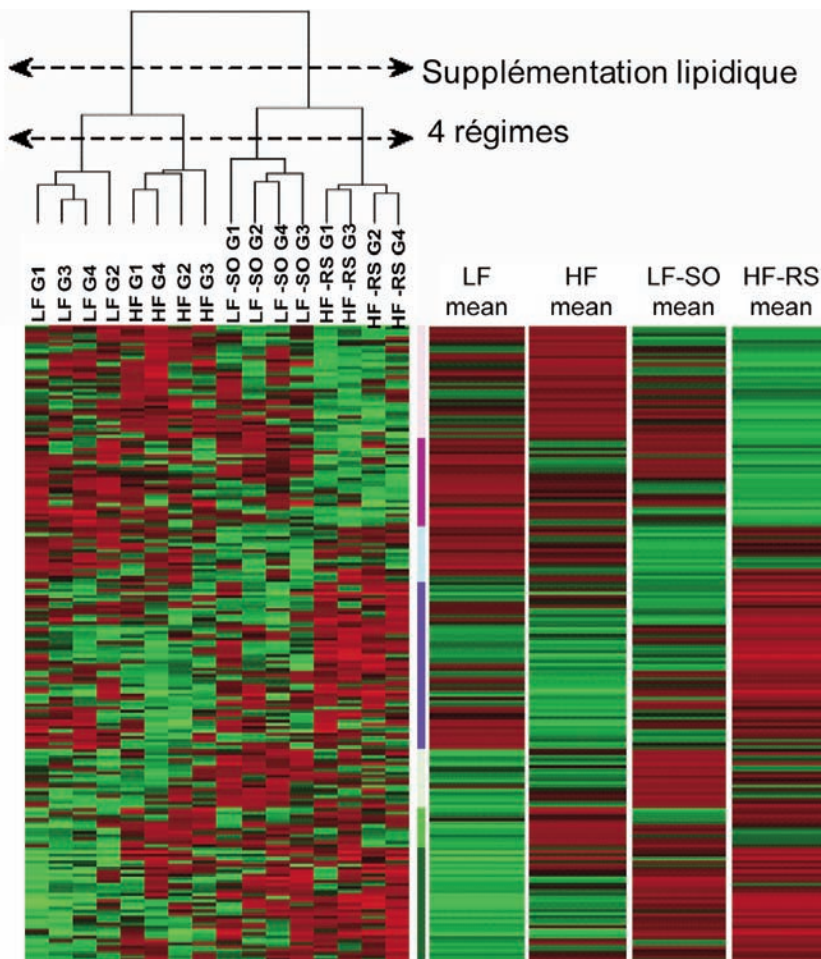 Supplémentation lipidique
4 régimes
LF G1
LF G3
LF G4
LF G2
HF G1
HF G4
HF G2
HF G3
LF -SO G1
LF -SO G2
LF -SO G4
LF -SO G3
HF -RS G1
HF -RS G3
HF -RS G2
HF -RS G4
LF
mean
HF
mean
LF-SO
mean
HF-RS
mean